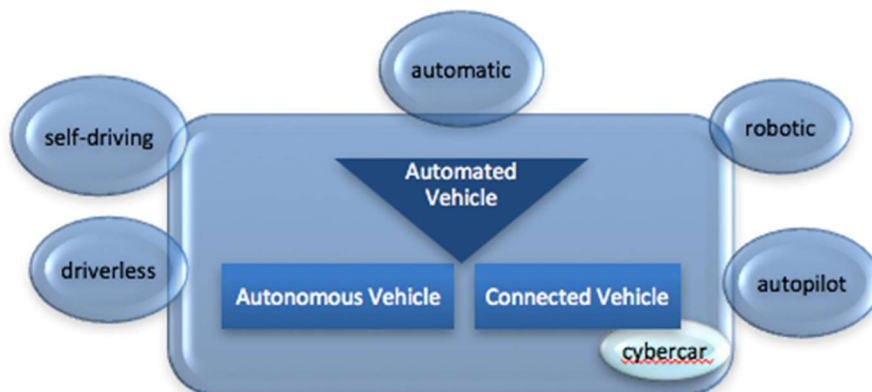 automatic
self-driving
robotic
Automated
Vehicle
driverless
autopilot
Autonomous Vehicle
Connected Vehicle
cybercar